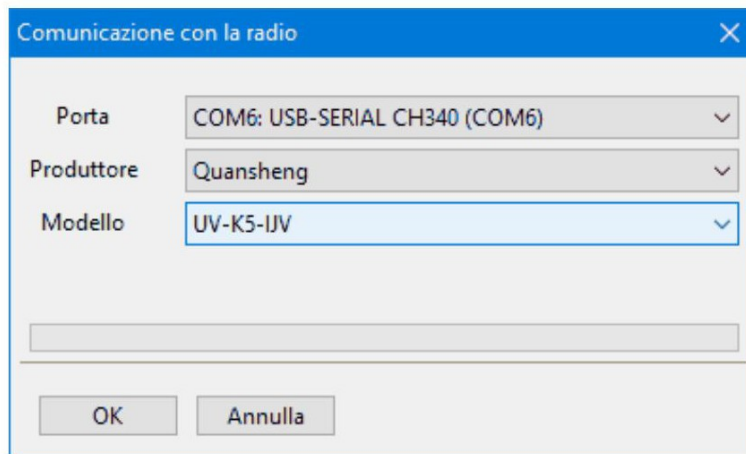 Comunicazione con la radio
Porta COM6: USB-SERIAL CH340 (COM6)
Produttore Quansheng
Modello UV-K5-IJV
OK Annulla